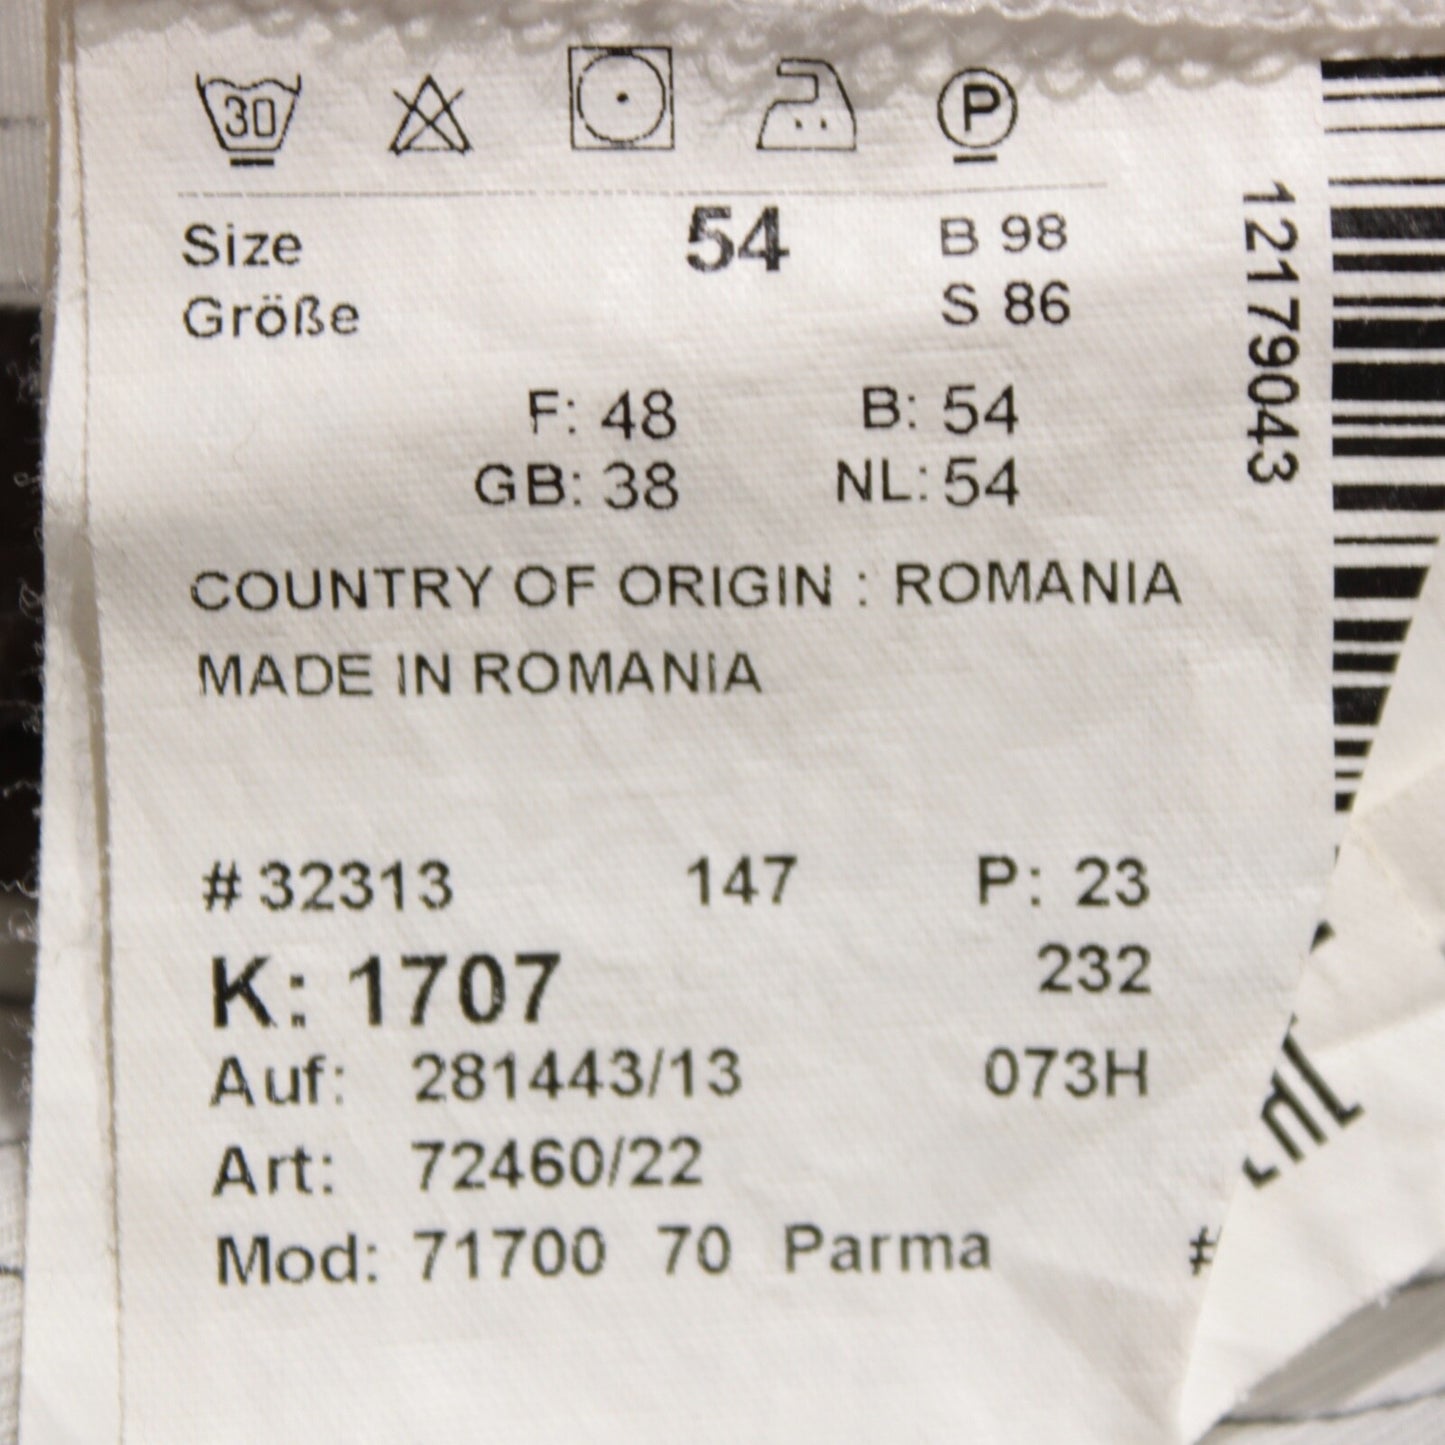 30 P
Size 54 B 98
Größe S 86
F: 48 B: 54
GB: 38 NL: 54
COUNTRY OF ORIGIN : ROMANIA
MADE IN ROMANIA
#32313 147 P: 23
K: 1707 232
Auf: 281443/13 073H
Art: 72460/22
Mod: 71700 70 Parma #
12179043